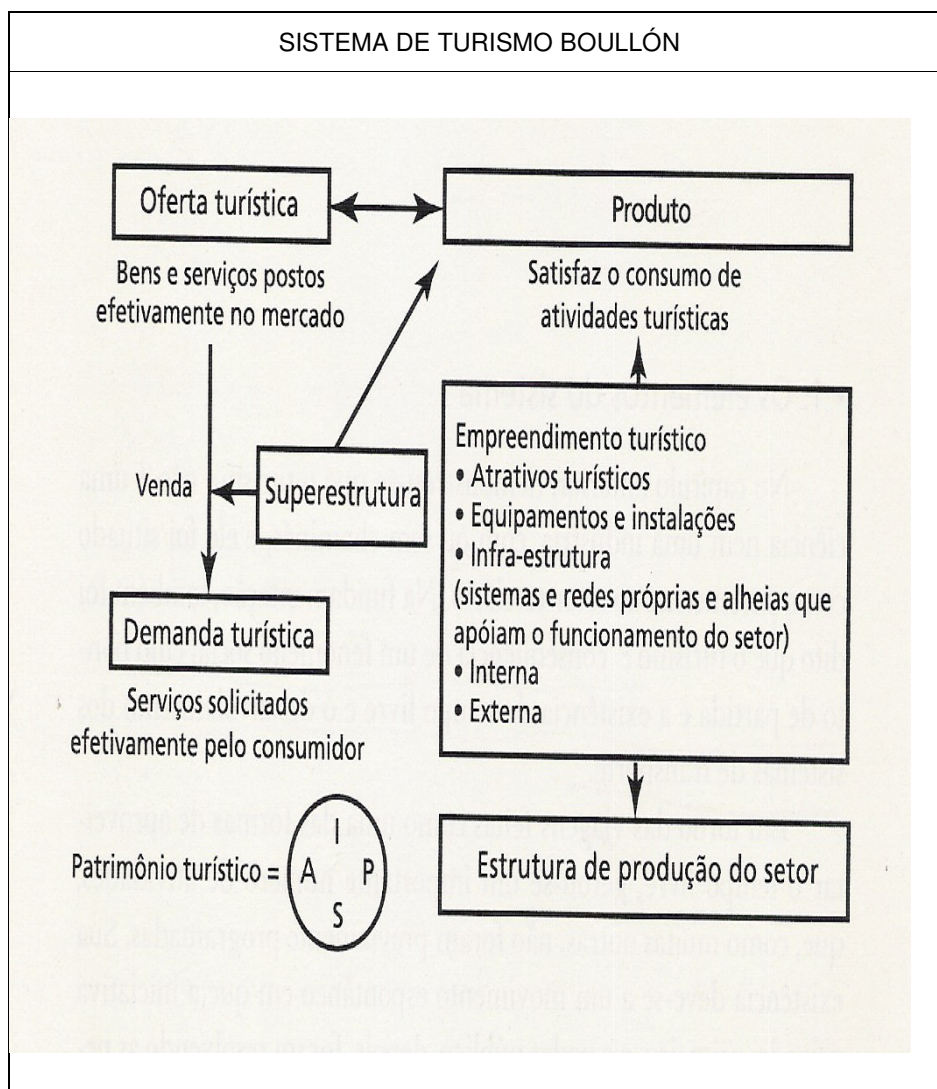 SISTEMA DE TURISMO BOULLÓN
Oferta turística
Produto
Bens e serviços postos
efetivamente no mercado
Satisfaz o consumo de
atividades turísticas
Venda
Superestrutura
Empreendimento turístico
• Atrativos turísticos
• Equipamentos e instalações
• Infra-estrutura
(sistemas e redes próprias e alheias que
apóiam o funcionamento do setor)
• Interna
• Externa
Demanda turística
Serviços solicitados
efetivamente pelo consumidor
Patrimônio turístico =
I
A P
S
Estrutura de produção do setor